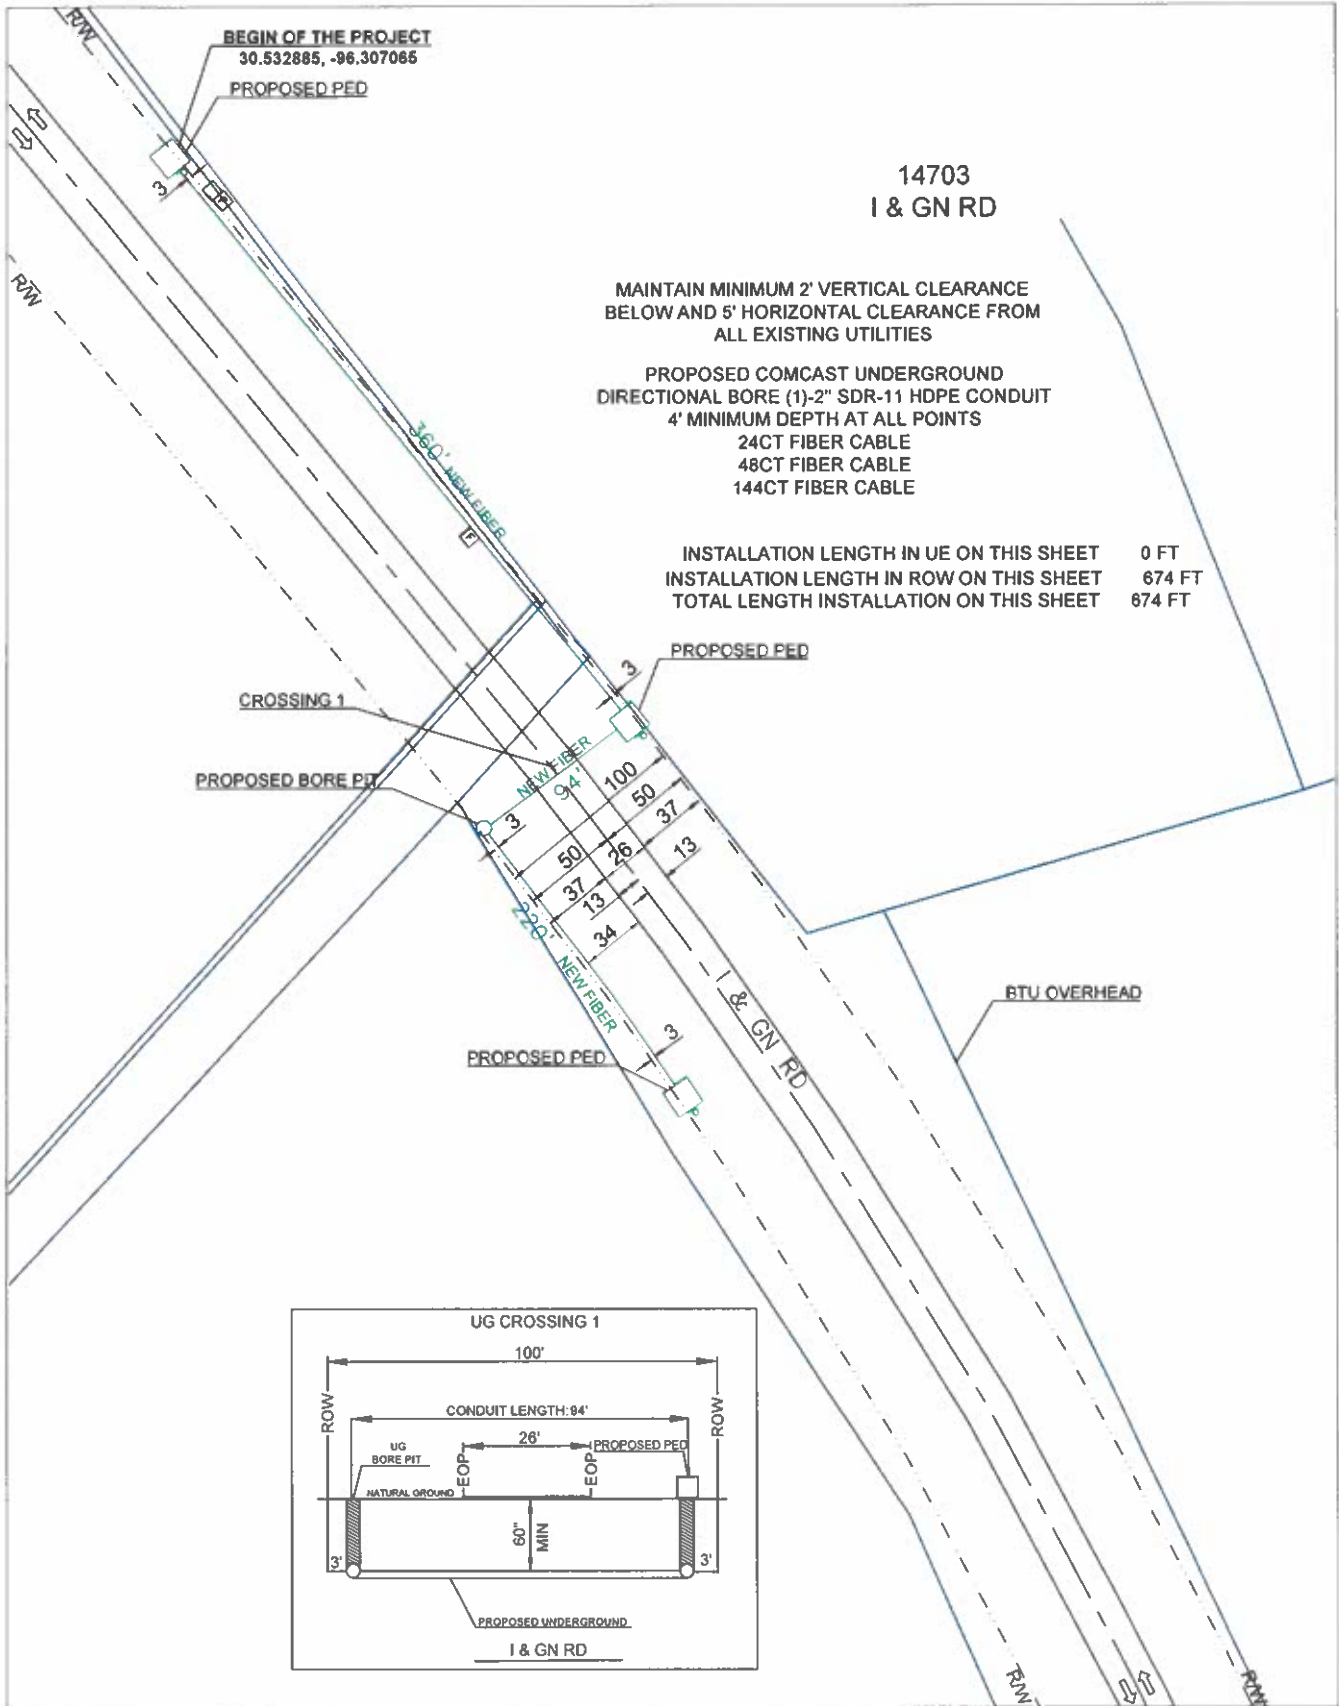 R/W
BEGIN OF THE PROJECT
30.532885, -96.307065
PROPOSED PED
3
14703
I & GN RD
R/W
MAINTAIN MINIMUM 2' VERTICAL CLEARANCE
BELOW AND 5' HORIZONTAL CLEARANCE FROM
ALL EXISTING UTILITIES
PROPOSED COMCAST UNDERGROUND
DIRECTIONAL BORE (1)-2" SDR-11 HDPE CONDUIT
4' MINIMUM DEPTH AT ALL POINTS
24CT FIBER CABLE
48CT FIBER CABLE
144CT FIBER CABLE
360' NEW FIBER
F
INSTALLATION LENGTH IN UE ON THIS SHEET 0 FT
INSTALLATION LENGTH IN ROW ON THIS SHEET 674 FT
TOTAL LENGTH INSTALLATION ON THIS SHEET 674 FT
PROPOSED PED
3
CROSSING 1
NEW FIBER
94'
PROPOSED BORE PIT
3
100
50
50
37
26
37
13
13
34
220'
NEW FIBER
3
PROPOSED PED
I & GN RD
BTU OVERHEAD
UG CROSSING 1
100'
ROW
ROW
CONDUIT LENGTH:94'
26'
UG
BORE PIT
EOP
EOP
PROPOSED PED
NATURAL GROUND
60"
MIN
3'
3'
PROPOSED UNDERGROUND
I & GN RD
R/W
R/W